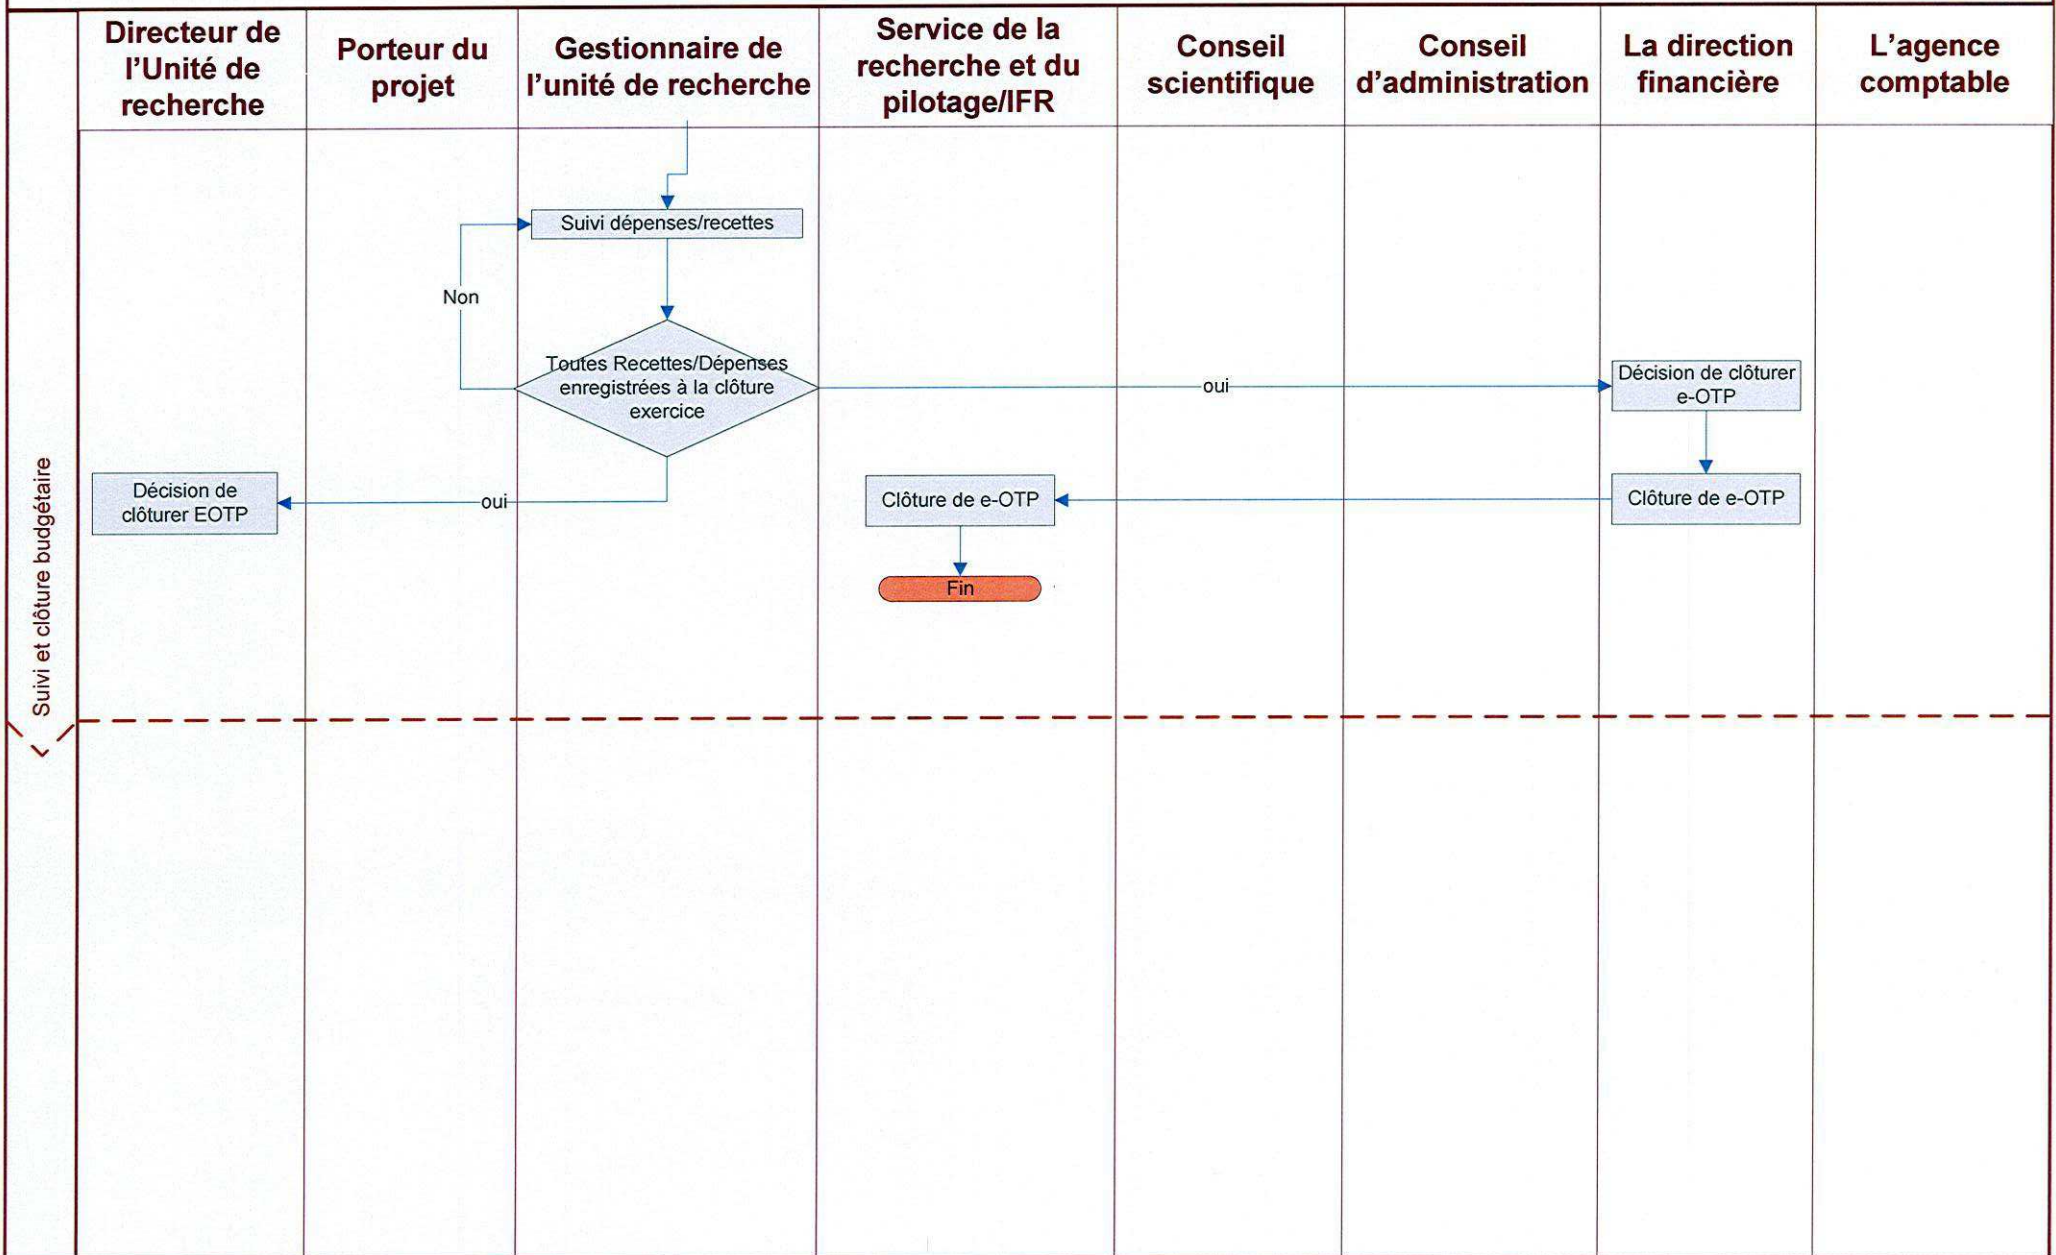 Directeur de
l'Unité de
recherche
Porteur du
projet
Gestionnaire de
l'unité de recherche
Service de la
recherche et du
pilotage/IFR
Conseil
scientifique
Conseil
d'administration
La direction
financière
L'agence
comptable
Suivi et clôture budgétaire
Suivi dépenses/recettes
Non
Toutes Recettes/Dépenses
enregistrées à la clôture
exercice
oui
Décision de clôturer
e-OTP
Décision de
clôturer EOTP
oui
Clôture de e-OTP
Clôture de e-OTP
Fin